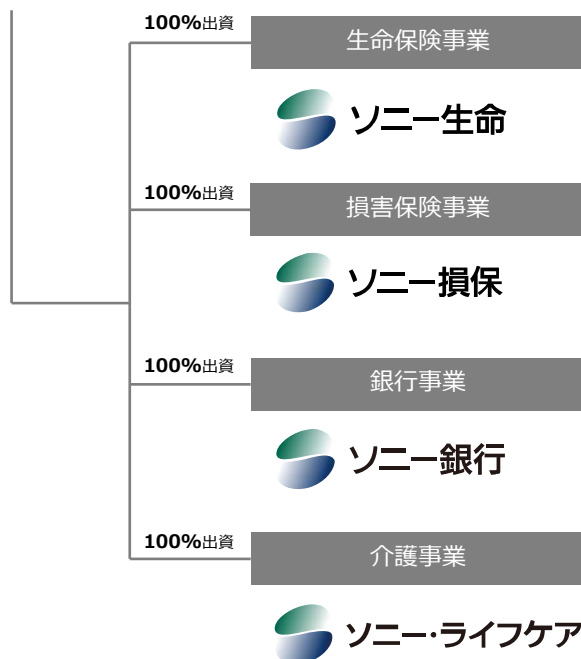 100%出資
生命保険事業
ソニー生命
100%出資
損害保険事業
ソニー損保
100%出資
銀行事業
ソニー銀行
100%出資
介護事業
ソニー・ライフケア